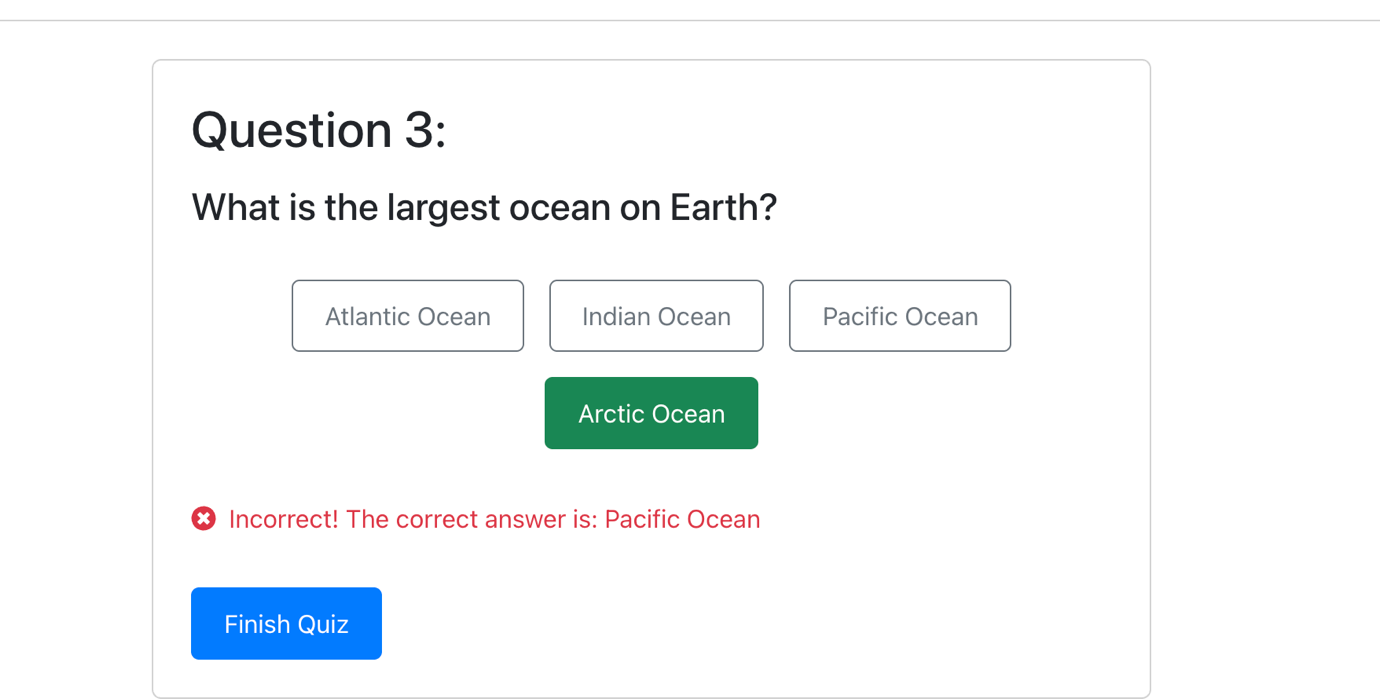 Question 3:
What is the largest ocean on Earth?
Atlantic Ocean Indian Ocean Pacific Ocean
Arctic Ocean
Incorrect! The correct answer is: Pacific Ocean
Finish Quiz